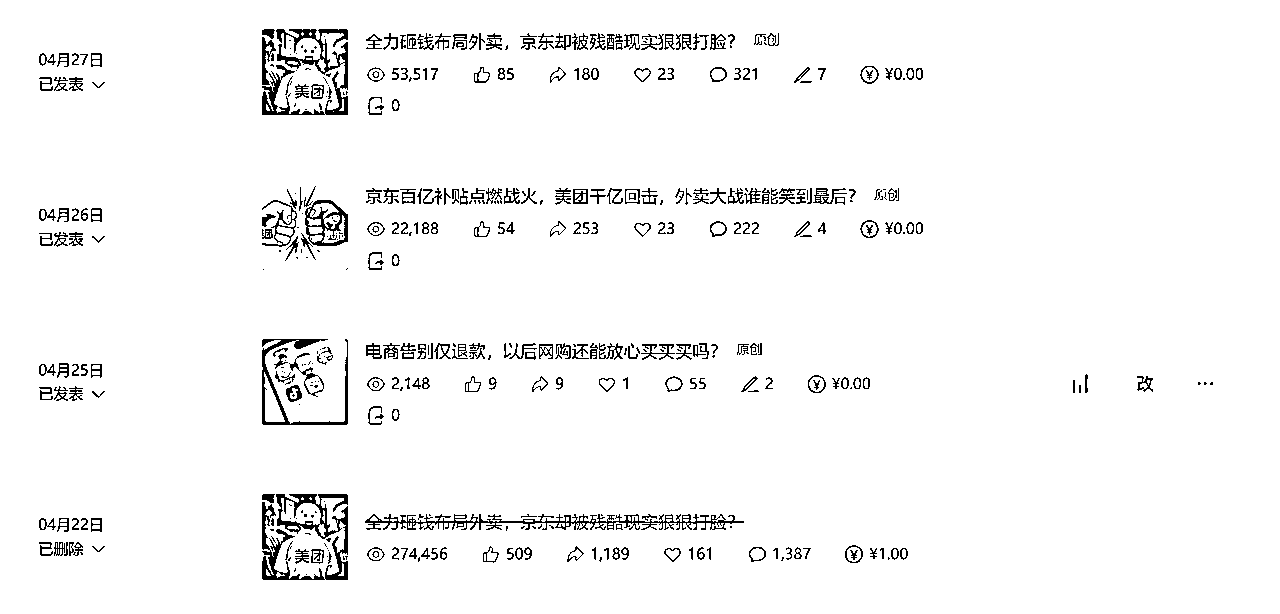 04月27日
已发表
美团
全力砸钱布局外卖，京东却被残酷现实狠狠打脸？ 原创
53,517 85 180 23 321 7 ¥0.00
0
04月26日
已发表
京东百亿补贴点燃战火，美团千亿回击，外卖大战谁能笑到最后？ 原创
22,188 54 253 23 222 4 ¥0.00
0
04月25日
已发表
电商告别仅退款，以后网购还能放心买买买吗？ 原创
2,148 9 9 1 55 2 ¥0.00 改 ...
0
04月22日
已删除
美团
全力砸钱布局外卖，京东却被残酷现实狠狠打脸？
274,456 509 1,189 161 1,387 ¥1.00